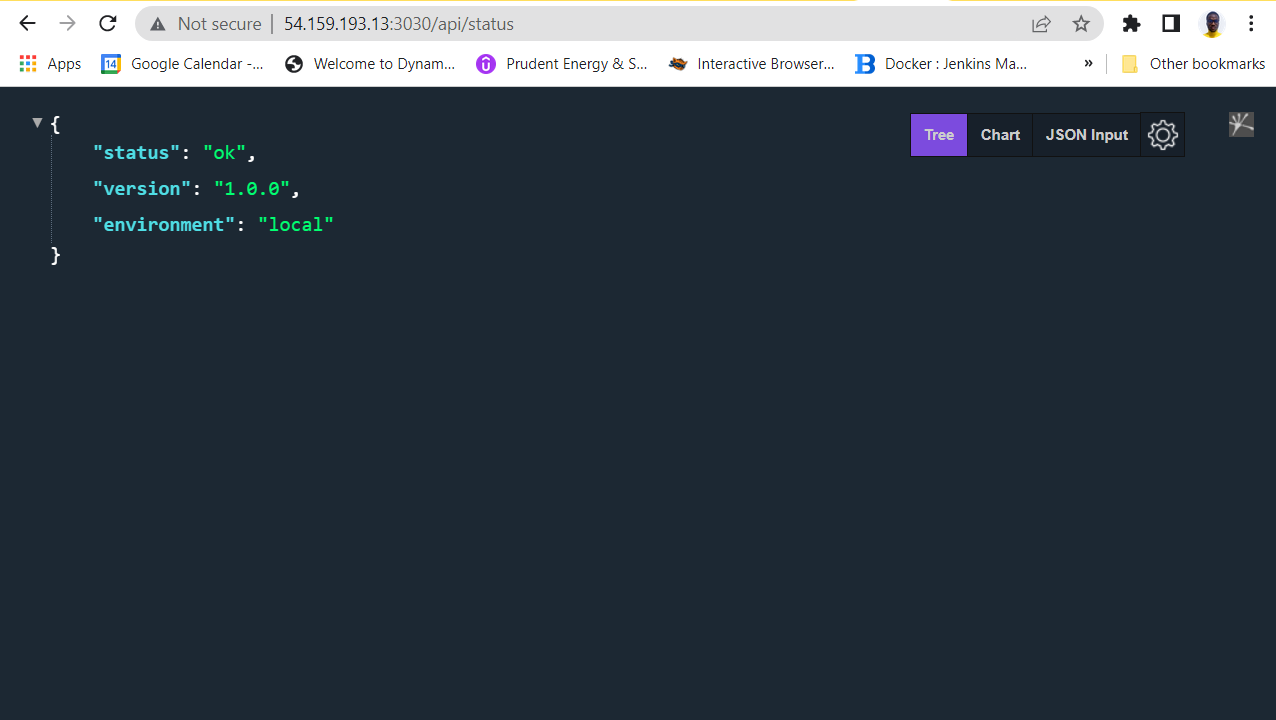 Not secure 54.159.193.13:3030/api/status
Apps 14 Google Calendar -... Welcome to Dynam... Prudent Energy & S... Interactive Browser... B Docker : Jenkins Ma... » Other bookmarks
{
Tree Chart JSON Input
"status": "ok",
"version": "1.0.0",
"environment": "local"
}